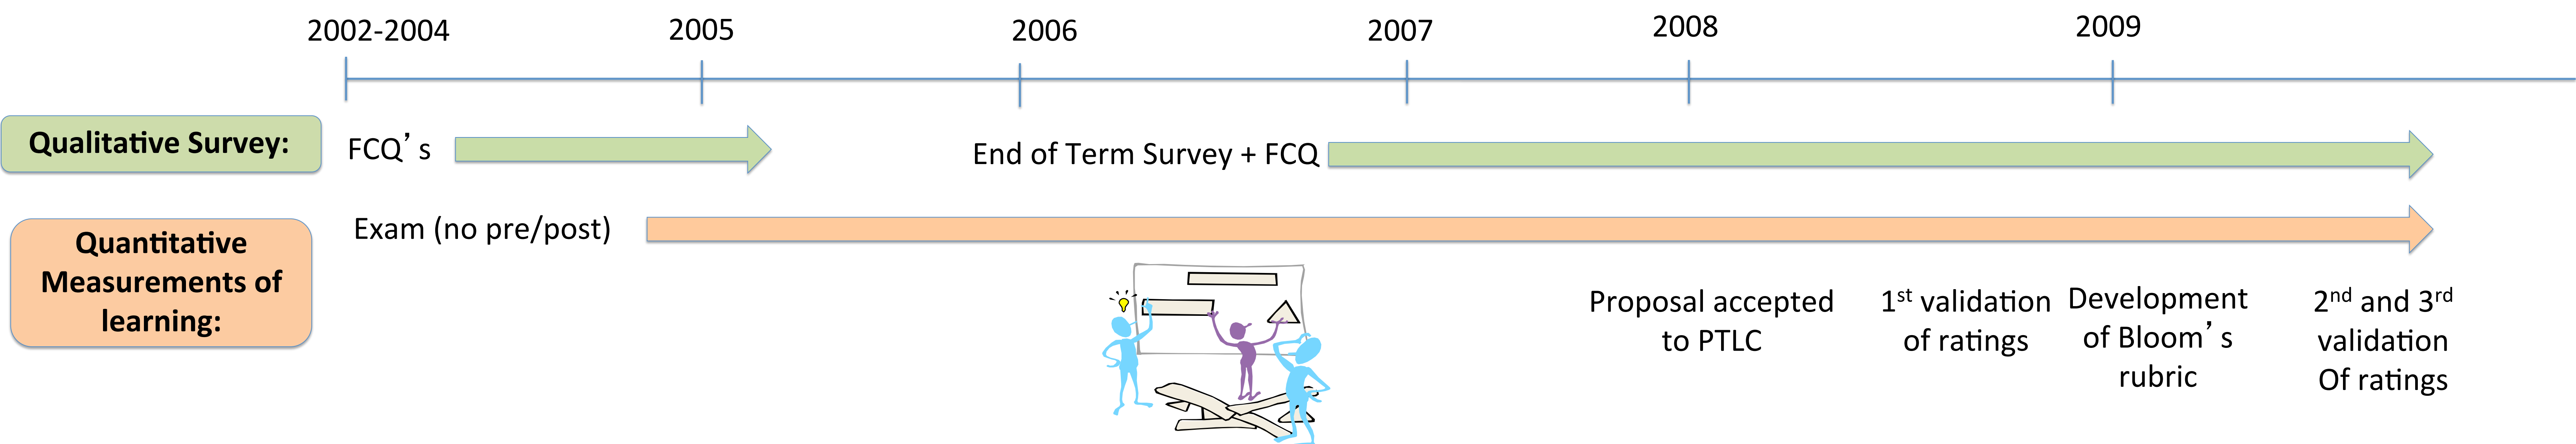 2002-2004
2005
2006
2007
2008
2009
Qualitative Survey:
FCQ’s
End of Term Survey + FCQ
Quantitative
Measurements of
learning:
Exam (no pre/post)
Proposal accepted
to PTLC
1st validation
of ratings
Development
of Bloom’s
rubric
2nd and 3rd
validation
Of ratings